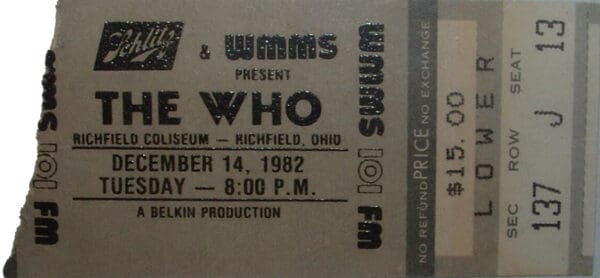 Schlitz & WMMS
PRESENT
THE WHO
RICHFIELD COLISEUM — RICHFIELD, OHIO
DECEMBER 14, 1982
TUESDAY — 8:00 P.M.
A BELKIN PRODUCTION
101 FM
WMMS 101 FM
NO REFUND PRICE NO EXCHANGE
$15.00
LOWER
SEC ROW SEAT
137 J 13